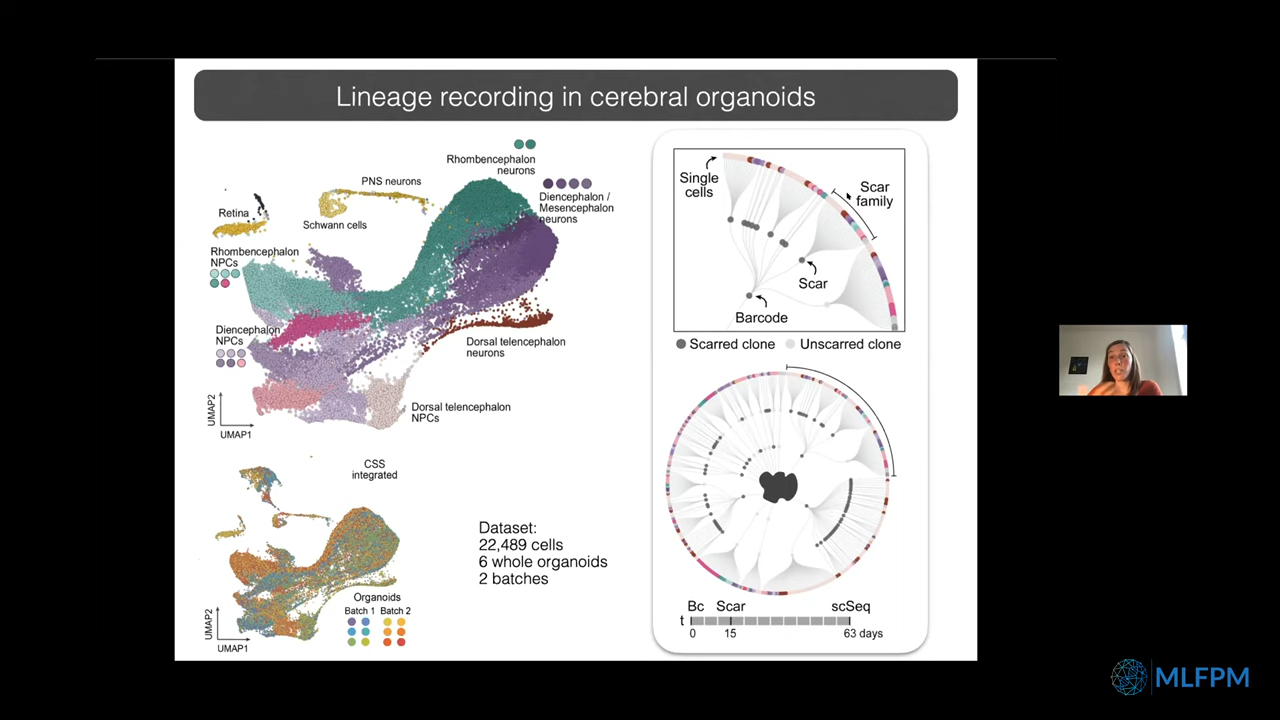 Lineage recording in cerebral organoids
Rhombencephalon
neurons
PNS neurons
Diencephalon /
Mesencephalon
neurons
Retina
Schwann cells
Rhombencephalon
NPCs
Diencephalon
NPCs
Dorsal telencephalon
neurons
Dorsal telencephalon
NPCs
UMAP2
UMAP1
CSS
integrated
Dataset:
22,489 cells
6 whole organoids
2 batches
Organoids
Batch 1 Batch 2
UMAP2
UMAP1
Single
cells
Scar
family
Scar
Barcode
Scarred clone
Unscarred clone
Bc Scar scSeq
t
0 15 63 days
MLFPM